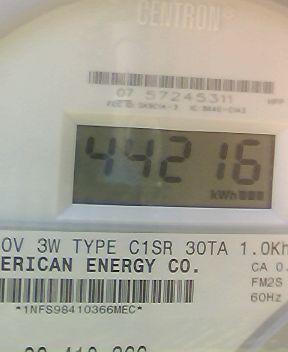 CENTRON
07 57245311 HPP
44216
kWh
0V 3W TYPE C1SR 30TA 1.0Kh
ERICAN ENERGY CO.
CA 0.
FM2S
60Hz
*1NFS98410366MEC*